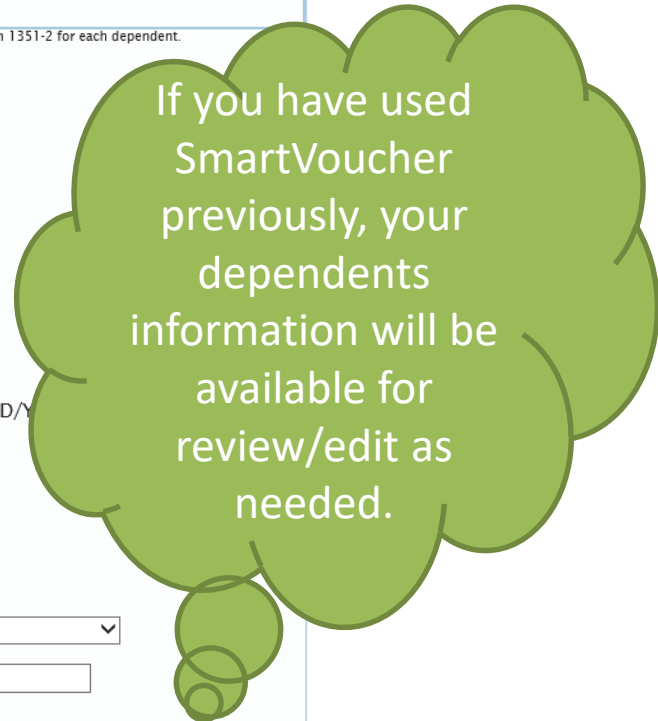 1351-2 for each dependent.
If you have used
SmartVoucher
previously, your
dependents
information will be
available for
review/edit as
needed.
D/Y